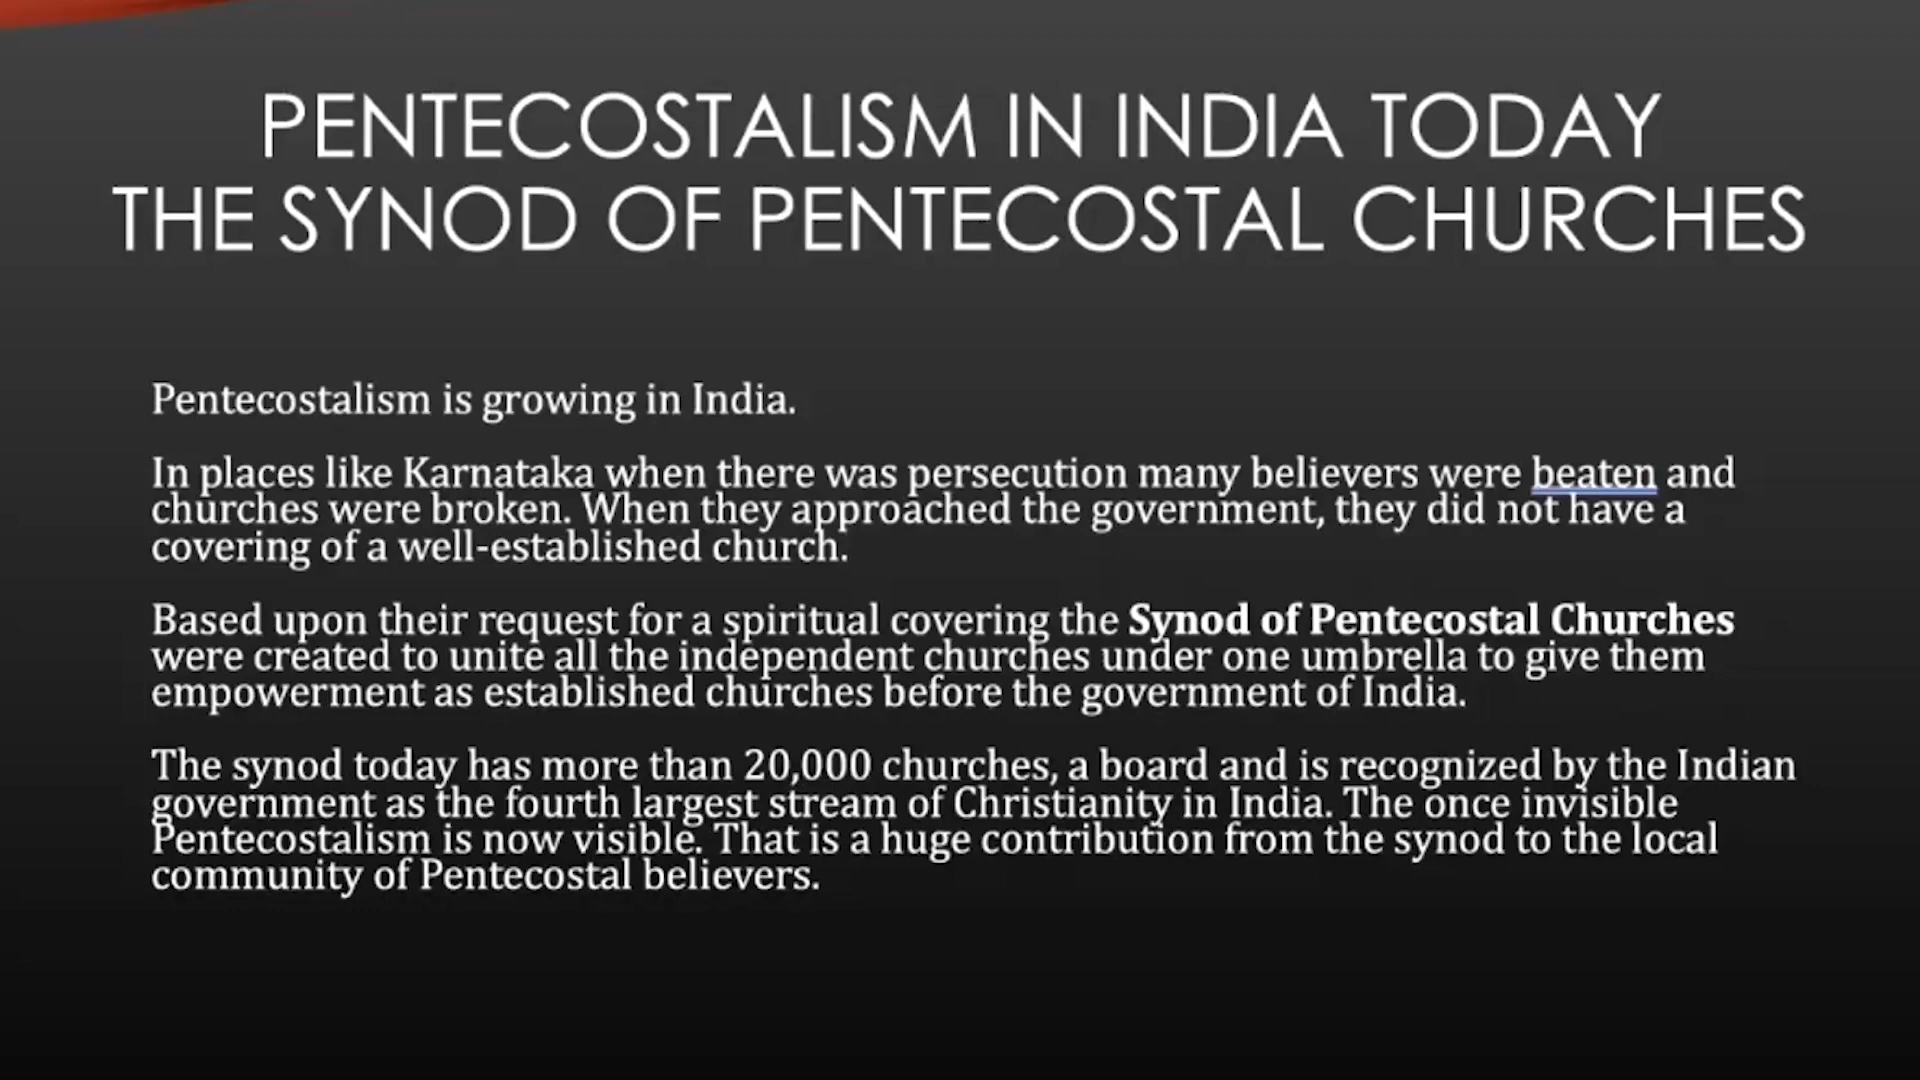 PENTECOSTALISM IN INDIA TODAY
THE SYNOD OF PENTECOSTAL CHURCHES
Pentecostalism is growing in India.
In places like Karnataka when there was persecution many believers were beaten and
churches were broken. When they approached the government, they did not have a
covering of a well-established church.
Based upon their request for a spiritual covering the Synod of Pentecostal Churches
were created to unite all the independent churches under one umbrella to give them
empowerment as established churches before the government of India.
The synod today has more than 20,000 churches, a board and is recognized by the Indian
government as the fourth largest stream of Christianity in India. The once invisible
Pentecostalism is now visible. That is a huge contribution from the synod to the local
community of Pentecostal believers.